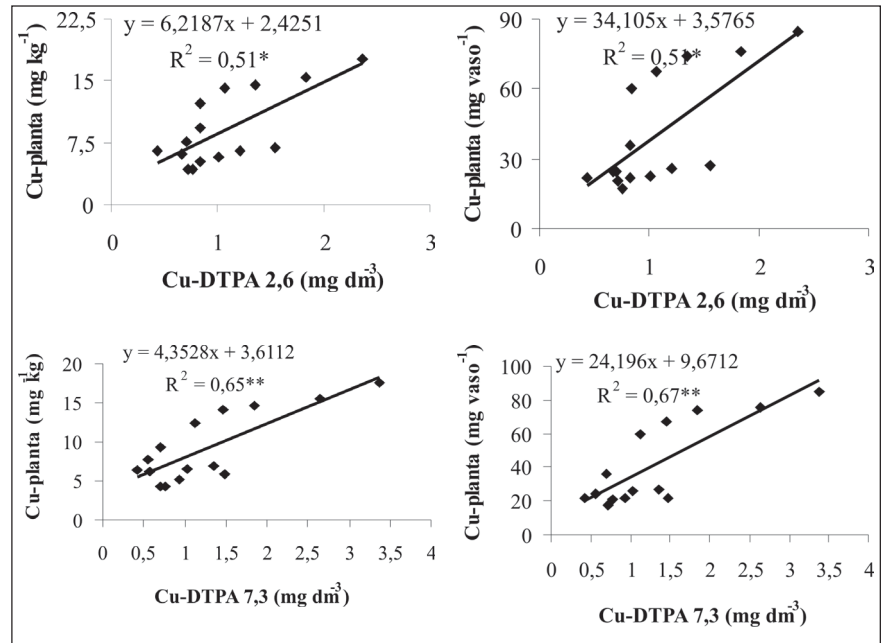 y = 6,2187x + 2,4251
R² = 0,51*
Cu-planta (mg kg⁻¹)
22,5
15
7,5
0
0 1 2 3
Cu-DTPA 2,6 (mg dm⁻³)
y = 34,105x + 3,5765
R² = 0,51*
Cu-planta (mg vaso⁻¹)
90
60
30
0
0 1 2 3
Cu-DTPA 2,6 (mg dm⁻³)
y = 4,3528x + 3,6112
R² = 0,65**
Cu-planta (mg kg⁻¹)
20
15
10
5
0
0 0,5 1 1,5 2 2,5 3 3,5 4
Cu-DTPA 7,3 (mg dm⁻³)
y = 24,196x + 9,6712
R² = 0,67**
Cu-planta (mg vaso⁻¹)
100
80
60
40
20
0
0 0,5 1 1,5 2 2,5 3 3,5 4
Cu-DTPA 7,3 (mg dm⁻³)